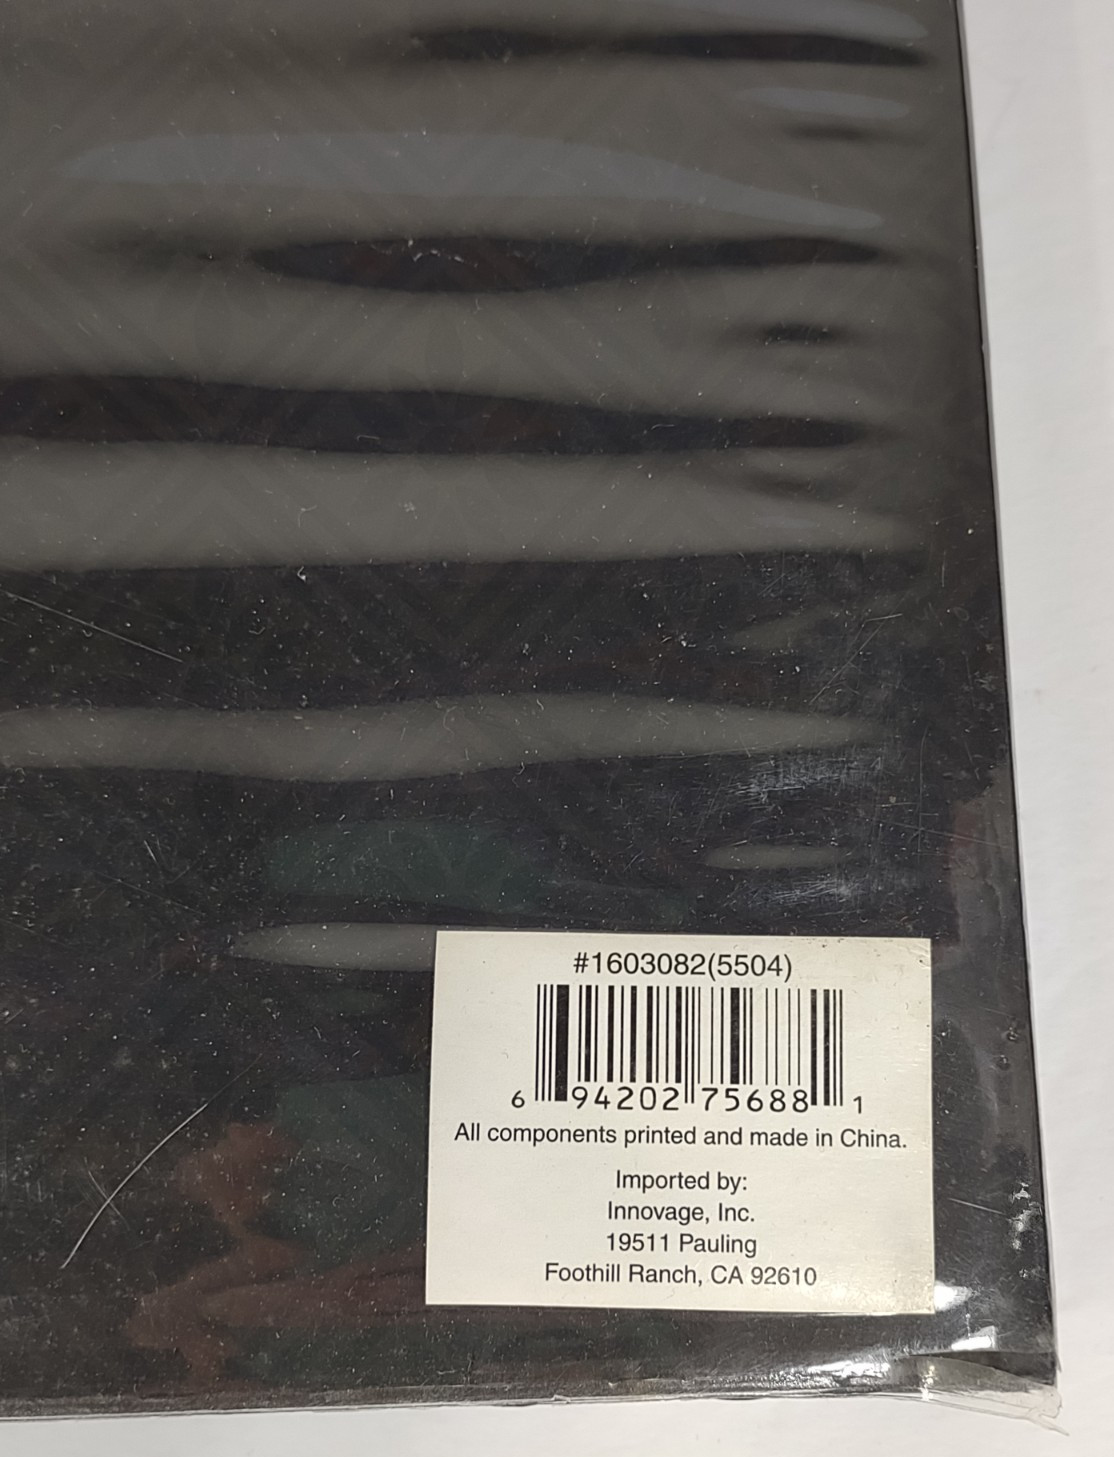 #1603082(5504)
6 94202 75688 1
All components printed and made in China.
Imported by:
Innovage, Inc.
19511 Pauling
Foothill Ranch, CA 92610